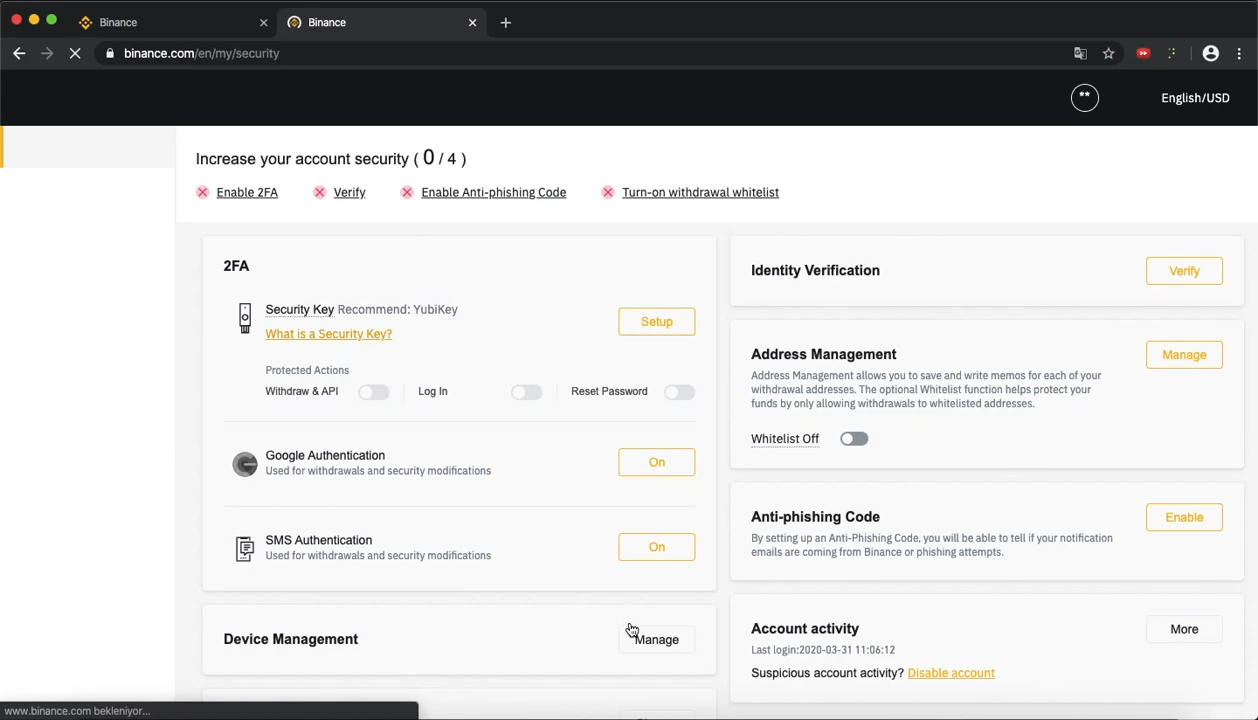 Binance
Binance
binance.com/en/my/security
**
English/USD
Increase your account security ( 0 / 4 )
Enable 2FA
Verify
Enable Anti-phishing Code
Turn-on withdrawal whitelist
2FA
Security Key Recommend: YubiKey
What is a Security Key?
Setup
Protected Actions
Withdraw & API
Log In
Reset Password
Google Authentication
Used for withdrawals and security modifications
On
SMS Authentication
Used for withdrawals and security modifications
On
Device Management
Manage
Identity Verification
Verify
Address Management
Manage
Address Management allows you to save and write memos for each of your
withdrawal addresses. The optional Whitelist function helps protect your
funds by only allowing withdrawals to whitelisted addresses.
Whitelist Off
Anti-phishing Code
Enable
By setting up an Anti-Phishing Code, you will be able to tell if your notification
emails are coming from Binance or phishing attempts.
Account activity
More
Last login:2020-03-31 11:06:12
Suspicious account activity? Disable account
www.binance.com bekleniyor...